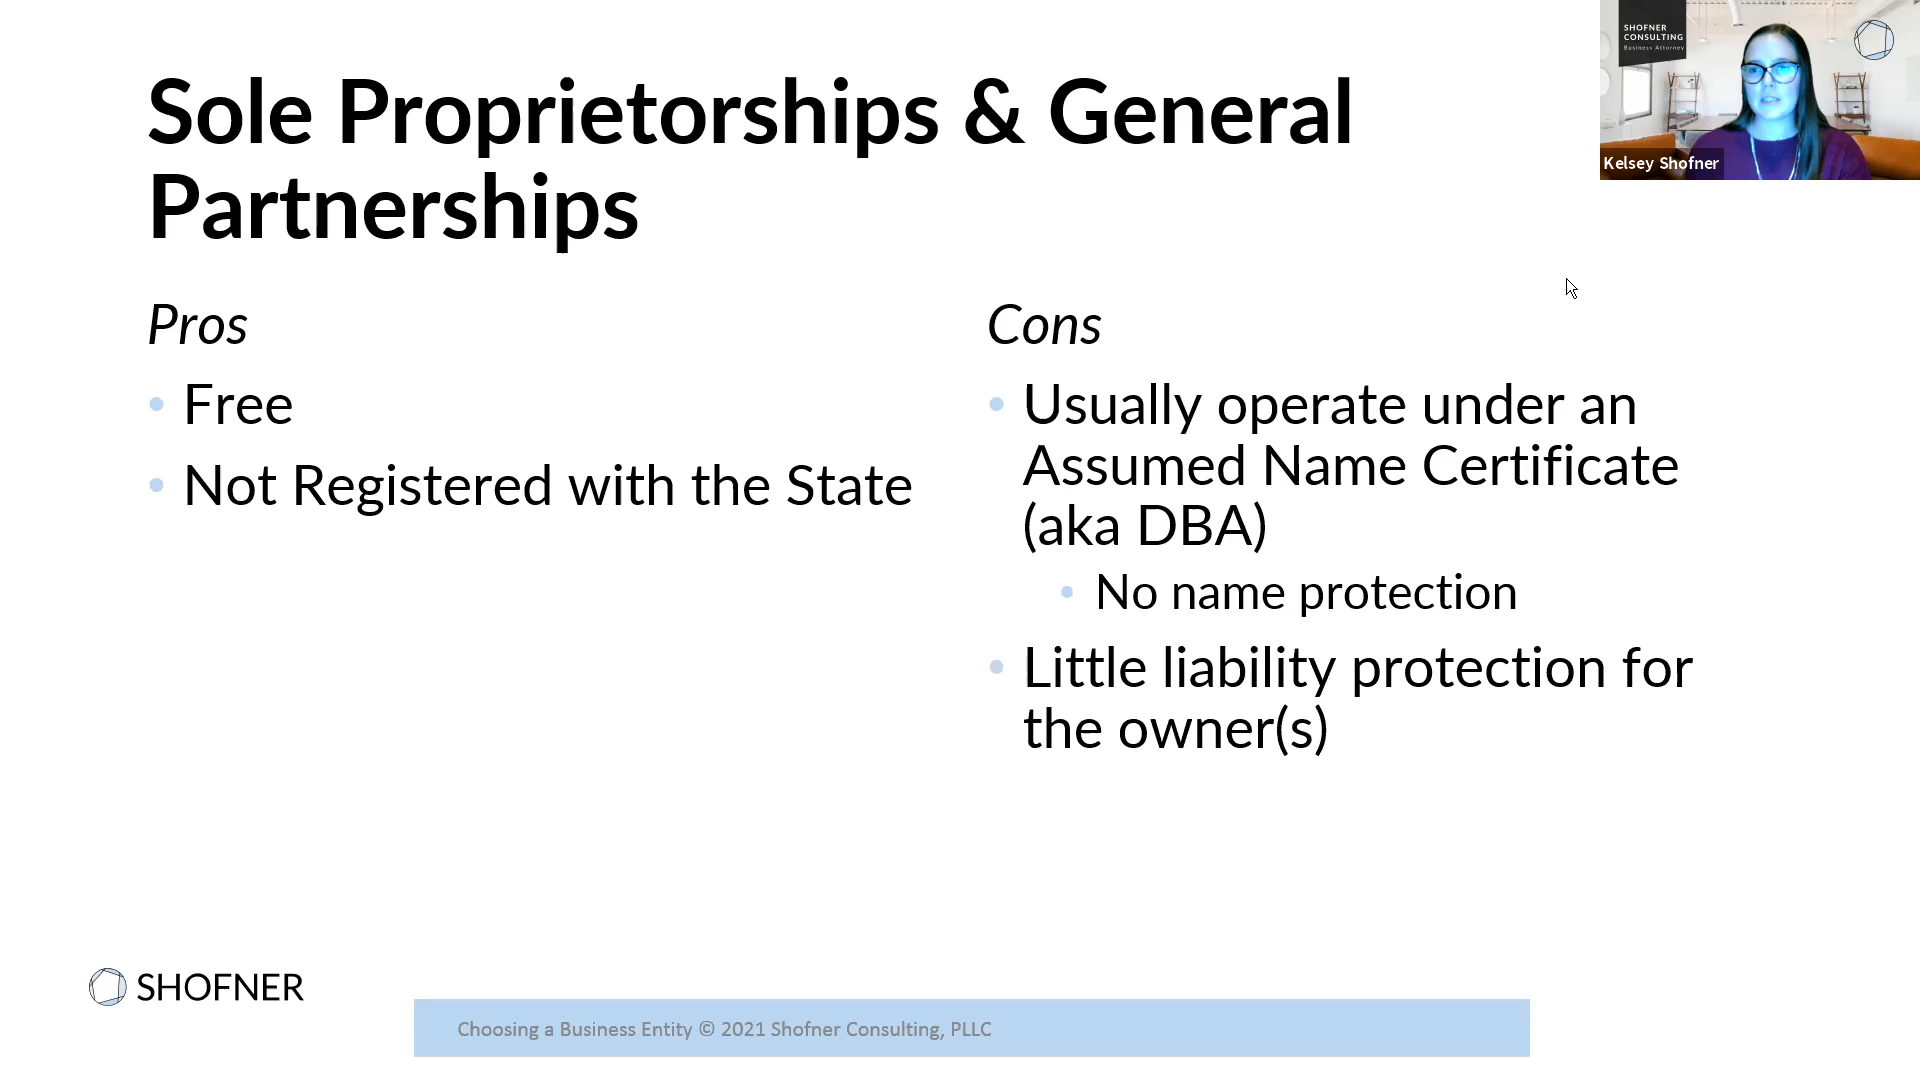 Sole Proprietorships & General
Partnerships
Pros
• Free
• Not Registered with the State
Cons
• Usually operate under an
Assumed Name Certificate
(aka DBA)
• No name protection
• Little liability protection for
the owner(s)
SHOFNER
CONSULTING
Business Attorney
Kelsey Shofner
SHOFNER
Choosing a Business Entity © 2021 Shofner Consulting, PLLC